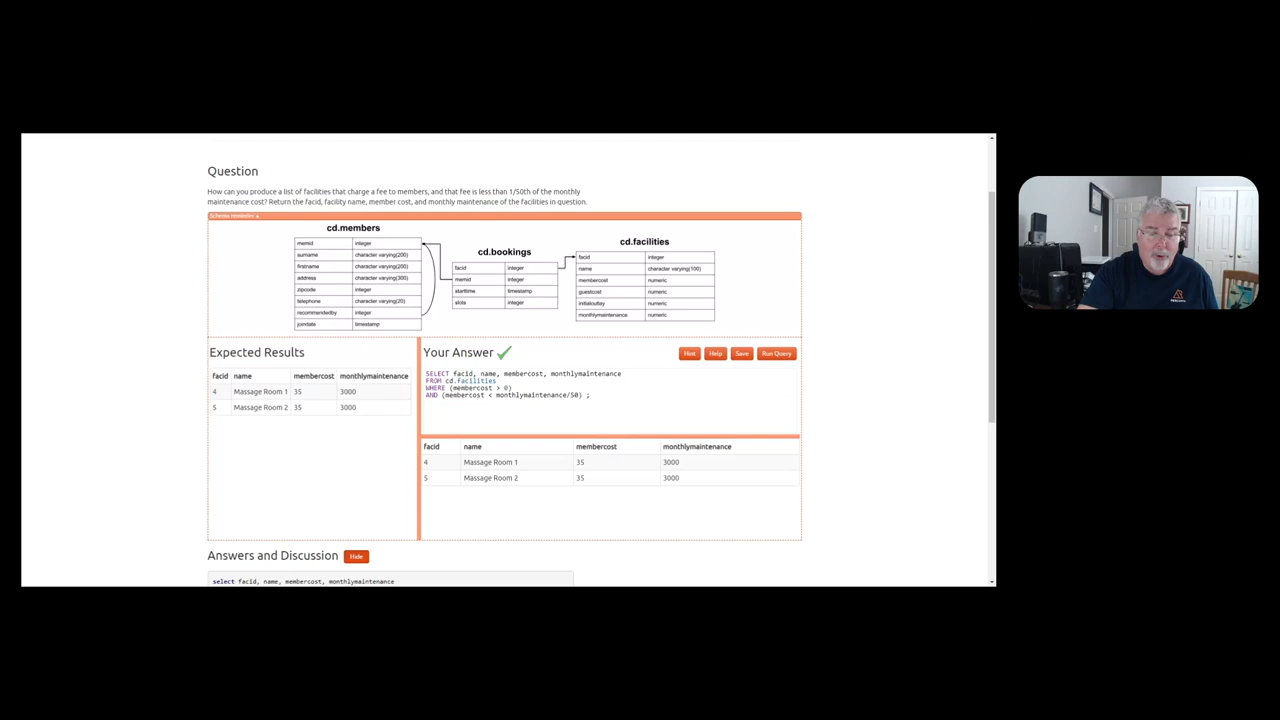 Question
How can you produce a list of facilities that charge a fee to members, and that fee is less than 1/50th of the monthly
maintenance cost? Return the facid, facility name, member cost, and monthly maintenance of the facilities in question.
Schema reminder
cd.members
memid integer
surname character varying(200)
firstname character varying(200)
address character varying(300)
zipcode integer
telephone character varying(20)
recommendedby integer
joindate timestamp
cd.bookings
facid integer
memid integer
starttime timestamp
slots integer
cd.facilities
facid integer
name character varying(100)
membercost numeric
guestcost numeric
initialoutlay numeric
monthlymaintenance numeric
Expected Results
facid name membercost monthlymaintenance
4 Massage Room 1 35 3000
5 Massage Room 2 35 3000
Your Answer
Hint Help Save Run Query
SELECT facid, name, membercost, monthlymaintenance
FROM cd.facilities
WHERE (membercost > 0)
AND (membercost < monthlymaintenance/50) ;
facid name membercost monthlymaintenance
4 Massage Room 1 35 3000
5 Massage Room 2 35 3000
Answers and Discussion Hide
select facid, name, membercost, monthlymaintenance